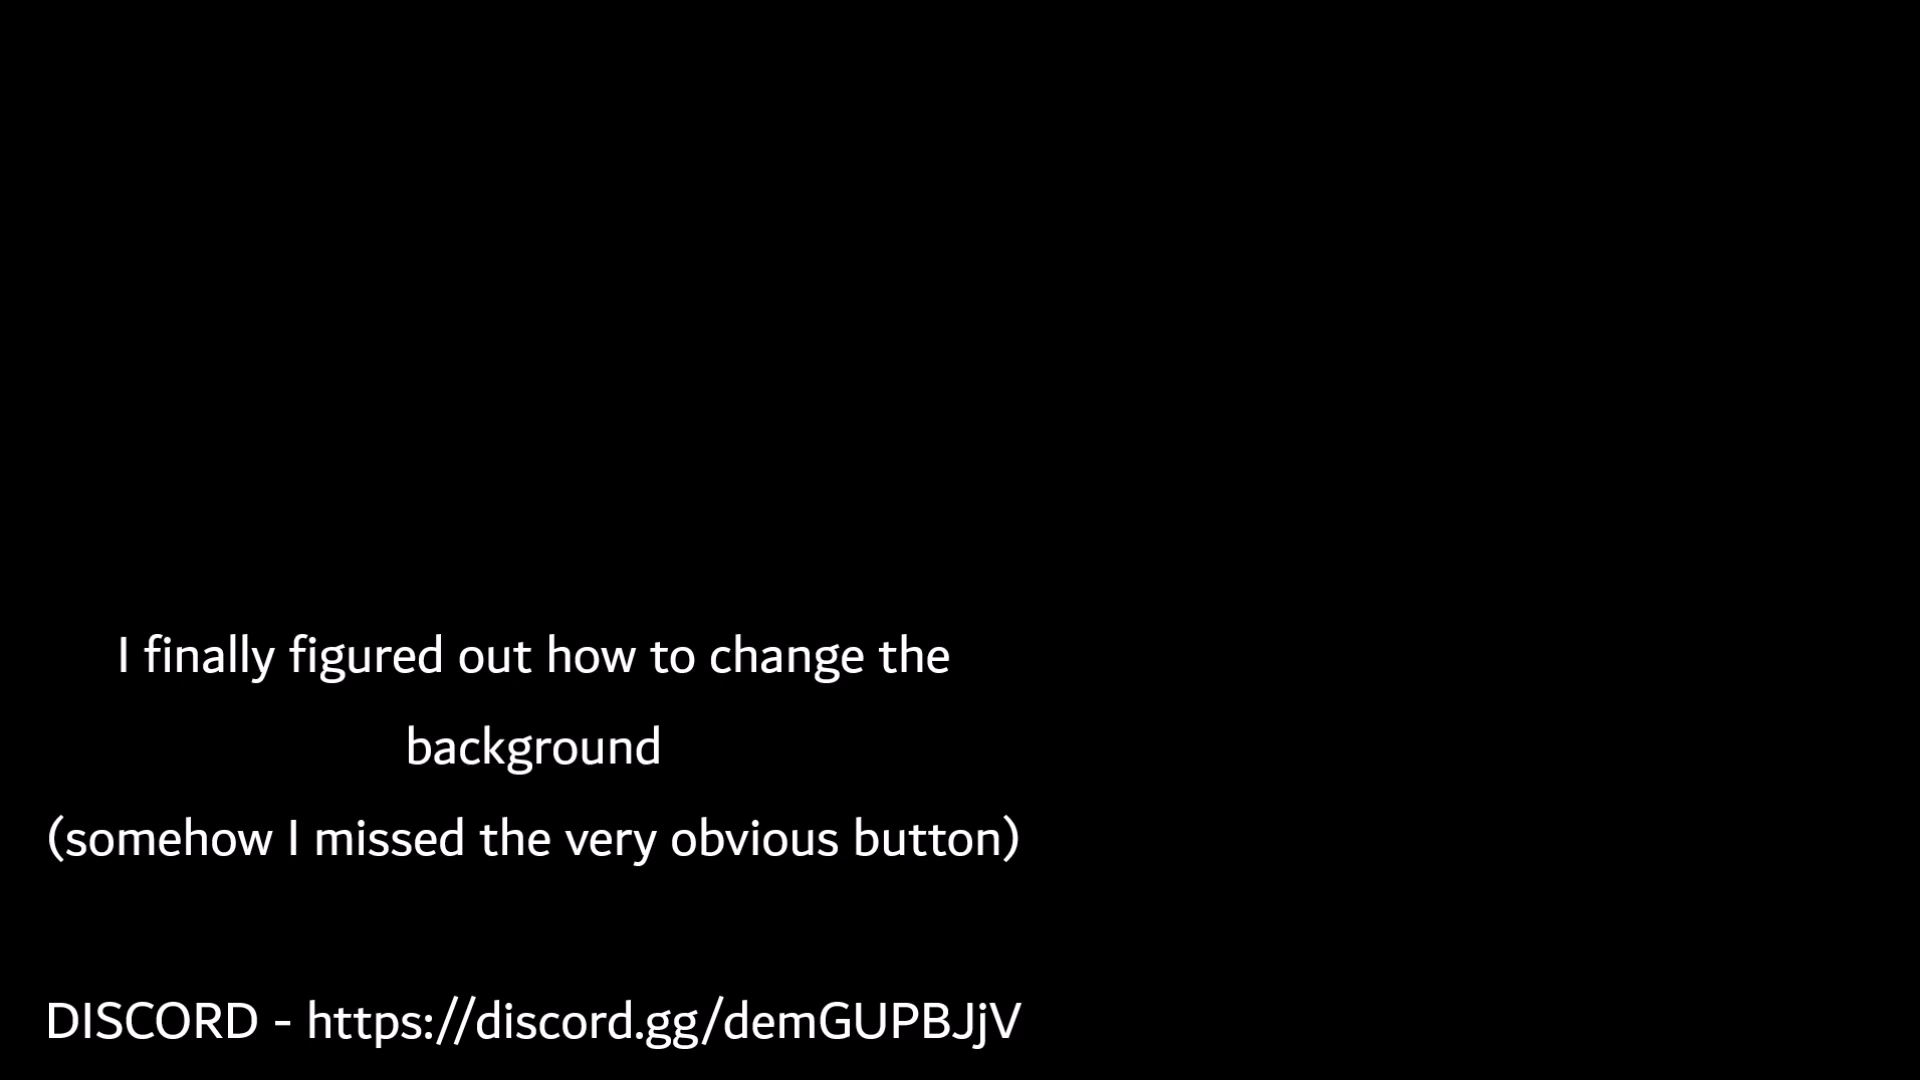 I finally figured out how to change the
background
(somehow I missed the very obvious button)
DISCORD - https://discord.gg/demGUPBJjV